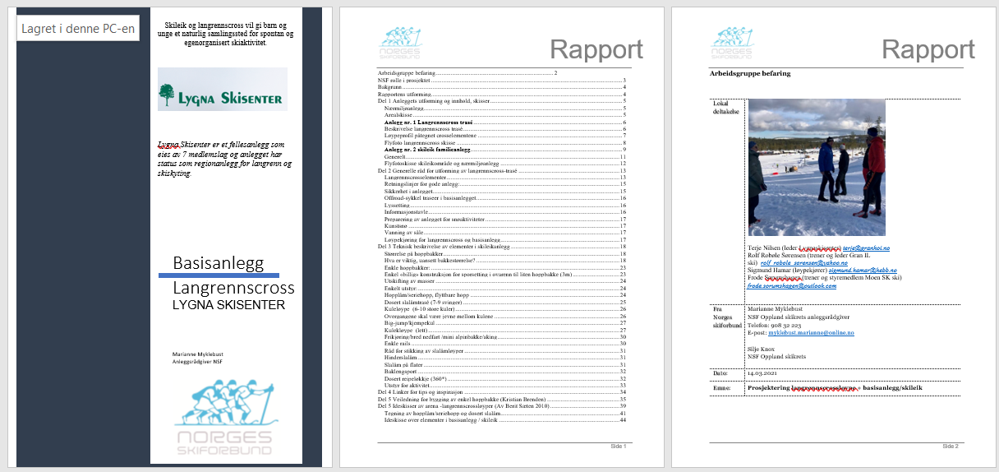 Lagret i denne PC-en
Skileik og langrennscross vil gi barn og
unge et naturlig samlingssted for spontan og
egenorganisert skiaktivitet.
LYGNA SKISENTER
Lygna Skisenter er et fellesanlegg som
eies av 7 medlemslag og anlegget har
status som regionanlegg for langrenn og
skiskyting.
Basisanlegg
Langrennscross
LYGNA SKISENTER
Marianne Myklebust
Anleggsrådgiver NSF
NORGES
SKIFORBUND
NORGES
SKIFORBUND
Rapport
Arbeidsgruppe befaring 2
NSF rolle i prosjektet 3
Bakgrunn 4
Rapportens utforming 4
Del 1 Anleggets utforming og innhold, skisser 5
Nærmiljøanlegg 5
Arealskisse 5
Anlegg nr. 1 Langrennscross trasé 6
Beskrivelse langrennscross trasé 6
Løypeprofil påtegnet crosselementene 7
Flyfoto langrennscross skisse 8
Anlegg nr. 2 skileik familieanlegg 9
Generelt 11
Flyfotoskisse skileikområde og nærmiljøanlegg 12
Del 2 Generelle råd for utforming av langrennscross-trasé 13
Langrennscrosselementer 13
Retningslinjer for gode anlegg: 15
Sikkerhet i anlegget 15
Offroad-sykkel traseer i basisanlegget 16
Lyssetting 16
Informasjonstavle 16
Preparering av anlegget for snøaktiviteter 17
Kunstsnø 17
Vanning av såle 17
Løypekjøring for langrennscross og basisanlegg 17
Del 3 Teknisk beskrivelse av elementer i skileikanlegg 18
Størrelse på hoppbakker 18
Hva er viktig, uansett bakkestørrelse? 18
Enkle hoppbakker: 23
Enkel «billig» konstruksjon for sporsetting i ovarenn til liten hoppbakke (3m) 23
Utskifting av masser 24
Enkelt utstyr: 24
Hopplåm/seriehopp, flyttbare hopp 24
Dosert slalåmtrasé (7-9 svinger) 25
Kuleløype (6-10 store kuler) 26
Overgangene skal være jevne mellom kulene 26
Big-jump/kjempekul 27
Kulekløype (lett) 27
Frikjøring/bred nedfart /mini alpinbakke/aking 30
Enkle rails 30
Råd for stikking av slalåmløyper 31
Hinderslalåm 31
Slalåm på flater 31
Baklengsport 32
Dosert reipeløkkje (360*) 32
Utstyr for aktivitet 33
Del 4 Linker for tips og inspirasjon 34
Del 5 Veiledning for bygging av enkel hoppbakke (Kristian Brenden) 35
Del 5 Ideskisser av arena -langrennscrossløyper (Av Berit Sæten 2010) 39
Tegning av hopplåm/seriehopp og dosert slalåm 41
Ideskisse over elementer i basisanlegg / skileik 44
Side 1
NORGES
SKIFORBUND
Rapport
Arbeidsgruppe befaring
Lokal
deltakelse
Terje Nilsen (leder Lygnaskisenter) terje@granhoi.no
Rolf Robøle Sørensen (trener og leder Gran IL
ski) rolf_robole_sorensen@yahoo.no
Sigmund Hamar (løypekjører) sigmund.hamar@hebb.no
Frode Sørumshagen (trener og styremedlem Moen SK ski)
frode.sorumshagen@outlook.com
Fra
Norges
skiforbund
Marianne Myklebust
NSF Oppland skikrets anleggsrådgiver
Telefon: 908 32 223
E-post: myklebust.marianne@online.no
Silje Knox
NSF Oppland skikrets
Dato: 14.03.2021
Emne: Prosjektering langrennscrossløype + basisanlegg/skileik
Side 2